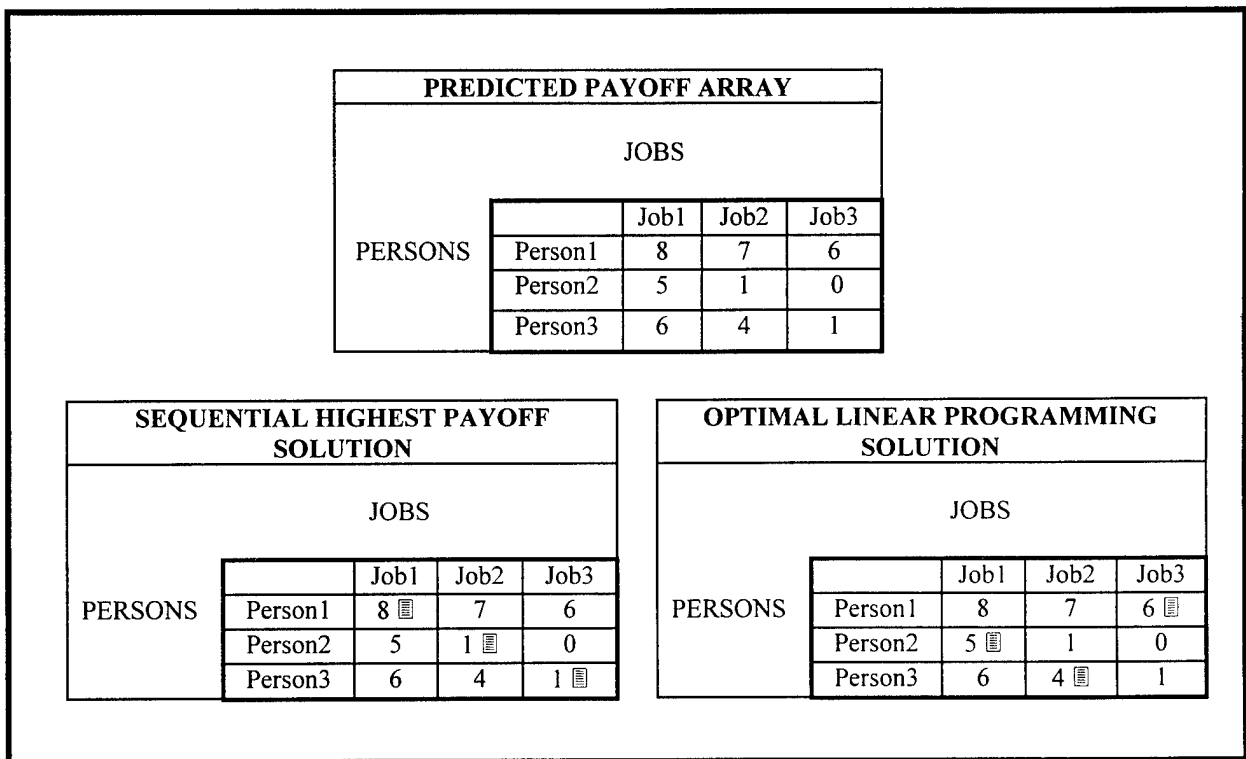 PREDICTED PAYOFF ARRAY
JOBS
Job1 Job2 Job3
PERSONS Person1 8 7 6
Person2 5 1 0
Person3 6 4 1
SEQUENTIAL HIGHEST PAYOFF
SOLUTION
JOBS
Job1 Job2 Job3
PERSONS Person1 8 7 6
Person2 5 1 0
Person3 6 4 1
OPTIMAL LINEAR PROGRAMMING
SOLUTION
JOBS
Job1 Job2 Job3
PERSONS Person1 8 7 6
Person2 5 1 0
Person3 6 4 1